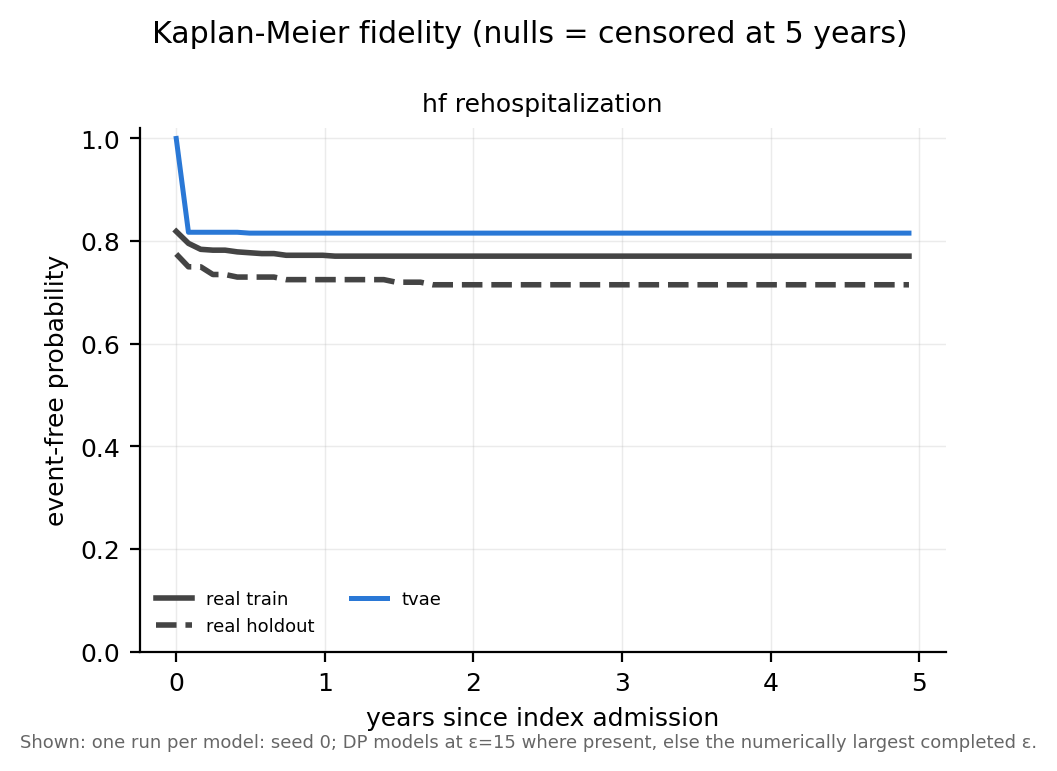 Kaplan-Meier fidelity (nulls = censored at 5 years)
hf rehospitalization
event-free probability
1.0
0.8
0.6
0.4
0.2
0.0
real train
real holdout
tvae
0 1 2 3 4 5
years since index admission
Shown: one run per model: seed 0; DP models at ε=15 where present, else the numerically largest completed ε.